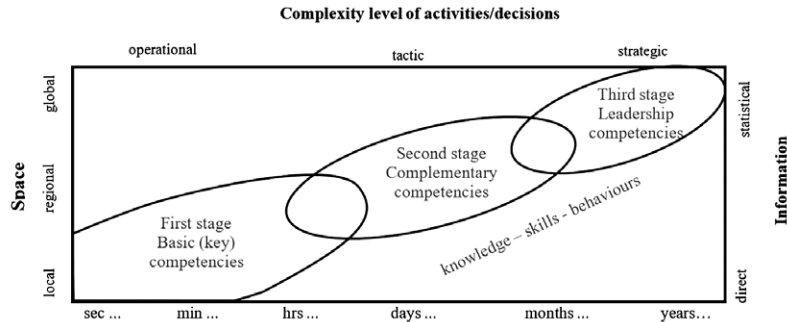 Complexity level of activities/decisions
operational
tactic
strategic
Space
global
regional
local
Third stage
Leadership
competencies
Second stage
Complementary
competencies
First stage
Basic (key)
competencies
knowledge – skills - behaviours
statistical
direct
Information
sec ...
min ...
hrs ...
days ...
months ...
years...